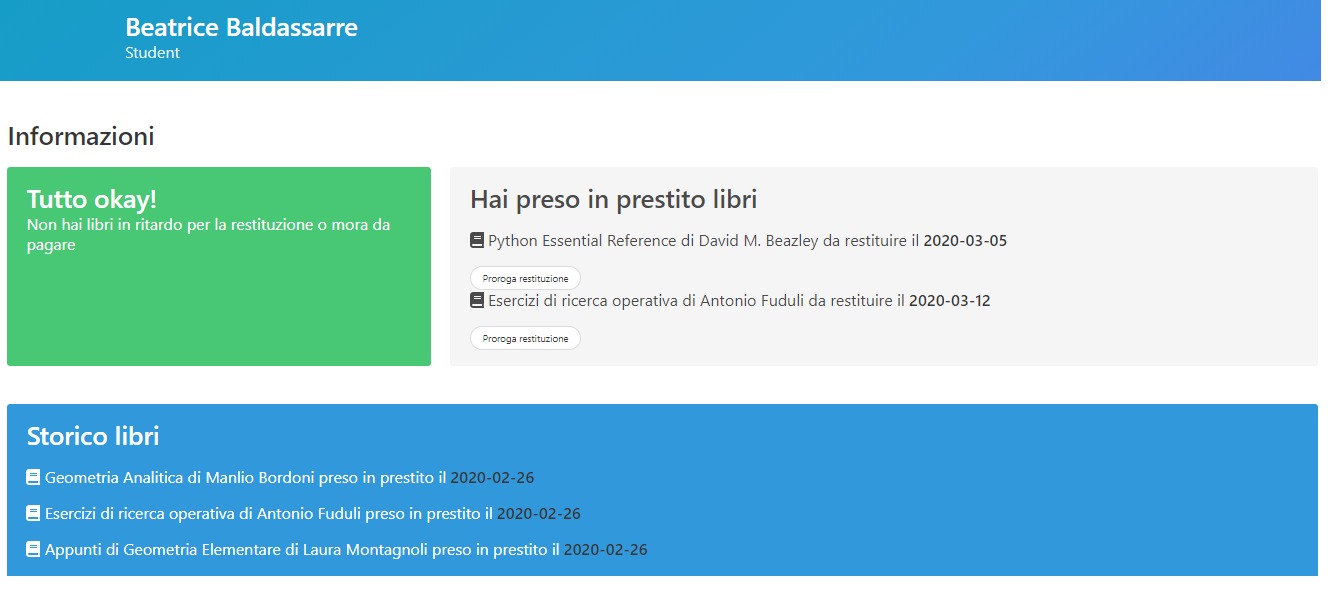 Beatrice Baldassarre
Student
Informazioni
Tutto okay!
Non hai libri in ritardo per la restituzione o mora da
pagare
Hai preso in prestito libri
Python Essential Reference di David M. Beazley da restituire il 2020-03-05
Proroga restituzione
Esercizi di ricerca operativa di Antonio Fuduli da restituire il 2020-03-12
Proroga restituzione
Storico libri
Geometria Analitica di Manlio Bordoni preso in prestito il 2020-02-26
Esercizi di ricerca operativa di Antonio Fuduli preso in prestito il 2020-02-26
Appunti di Geometria Elementare di Laura Montagnoli preso in prestito il 2020-02-26